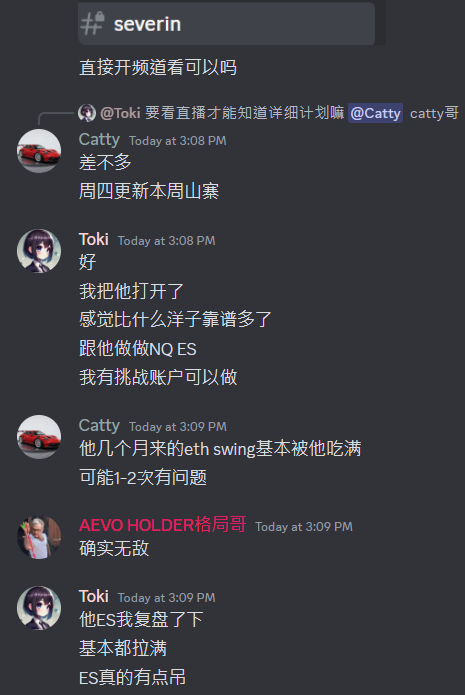 # severin
直接开频道看可以吗
@Toki 要看直播才能知道详细计划嘛 @Catty catty哥
Catty Today at 3:08 PM
差不多
周四更新本周山寨
Toki Today at 3:08 PM
好
我把他打开了
感觉比什么洋子靠谱多了
跟他做做NQ ES
我有挑战账户可以做
Catty Today at 3:09 PM
他几个月来的eth swing基本被他吃满
可能1-2次有问题
AEVO HOLDER格局哥 Today at 3:09 PM
确实无敌
Toki Today at 3:09 PM
他ES我复盘了下
基本都拉满
ES真的有点吊